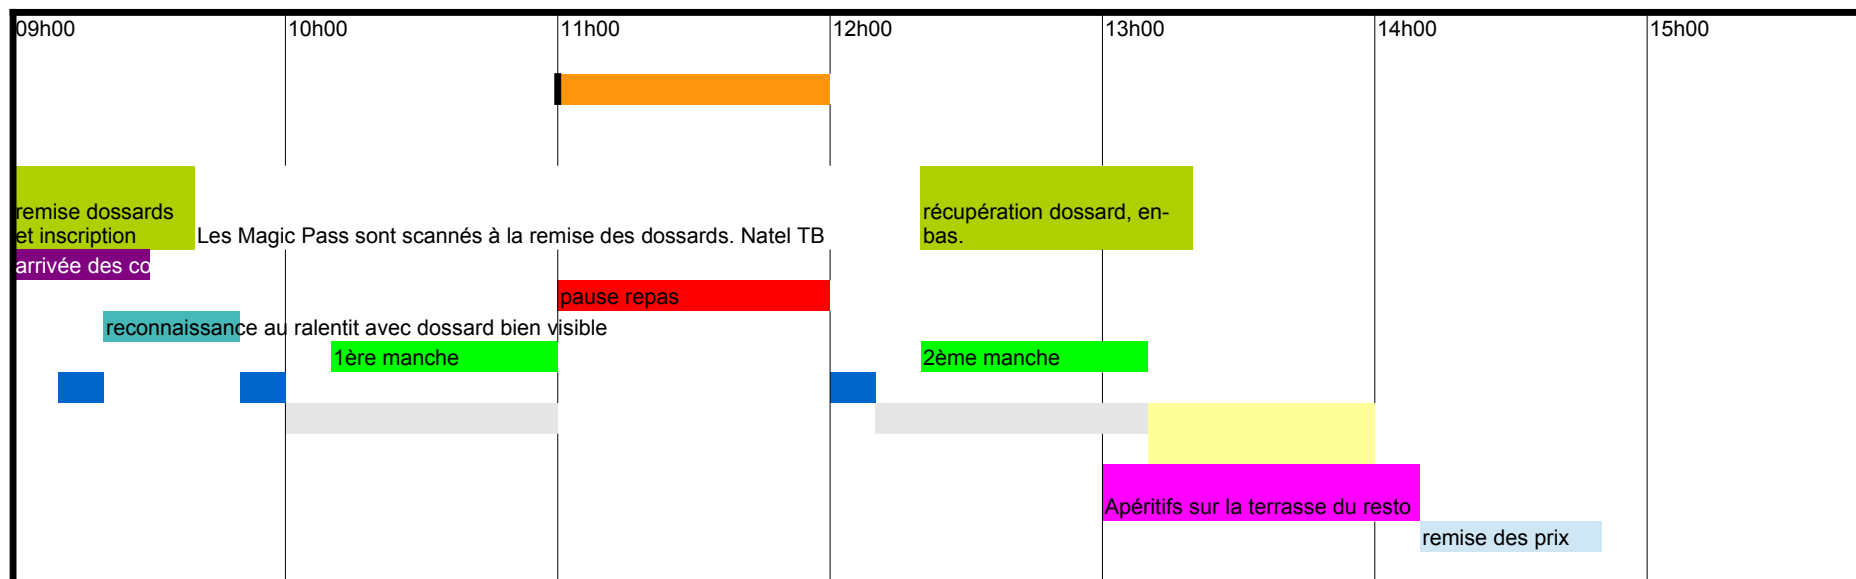 09h00 10h00 11h00 12h00 13h00 14h00 15h00
remise dossards
et inscription
Les Magic Pass sont scannés à la remise des dossards. Natel TB
récupération dossard, en-
bas.
arrivée des co
pause repas
reconnaissance au ralentit avec dossard bien visible
1ère manche
2ème manche
Apéritifs sur la terrasse du resto
remise des prix